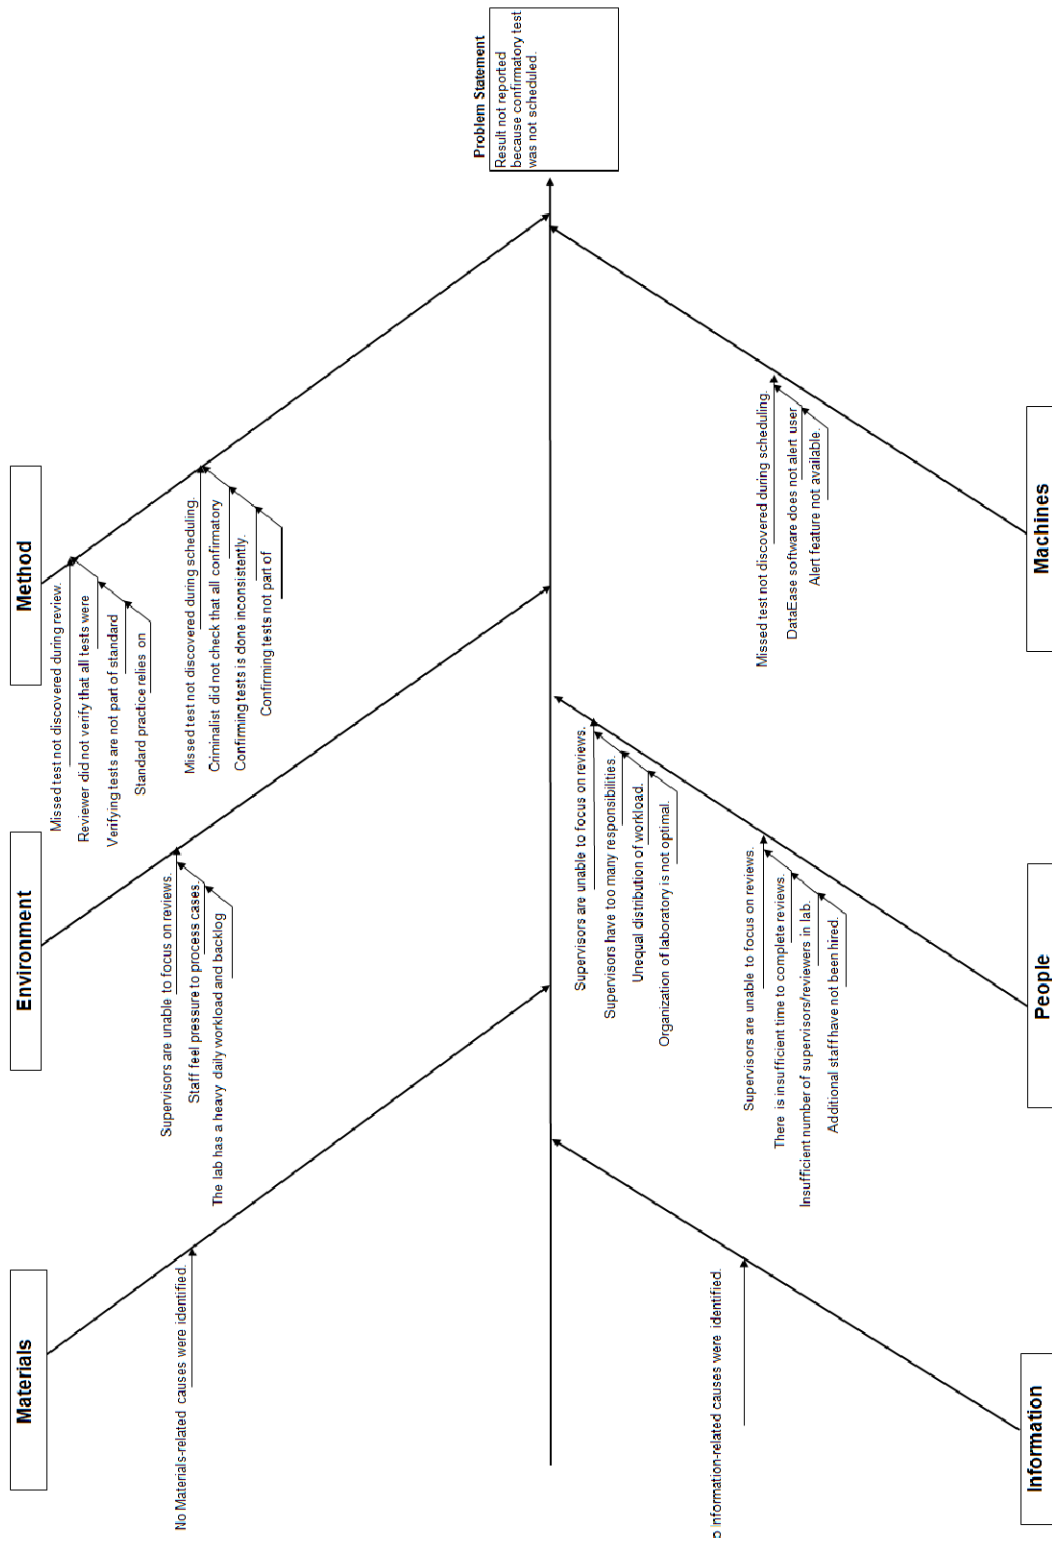 Materials
No Materials-related causes were identified.
Environment
Supervisors are unable to focus on reviews.
Staff feel pressure to process cases.
The lab has a heavy daily workload and backlog
Method
Missed test not discovered during review.
Reviewer did not verify that all tests were
Verifying tests are not part of standard
Standard practice relies on
Missed test not discovered during scheduling.
Criminalist did not check that all confirmatory
Confirming tests is done inconsistently.
Confirming tests not part of
Problem Statement
Result not reported
because confirmatory test
was not scheduled.
Information
Information-related causes were identified.
People
Supervisors are unable to focus on reviews.
Supervisors have too many responsibilities.
Unequal distribution of workload.
Organization of laboratory is not optimal.
Supervisors are unable to focus on reviews.
There is insufficient time to complete reviews.
Insufficient number of supervisors/reviewers in lab.
Additional staff have not been hired.
Machines
Missed test not discovered during scheduling.
DataEase software does not alert user
Alert feature not available.